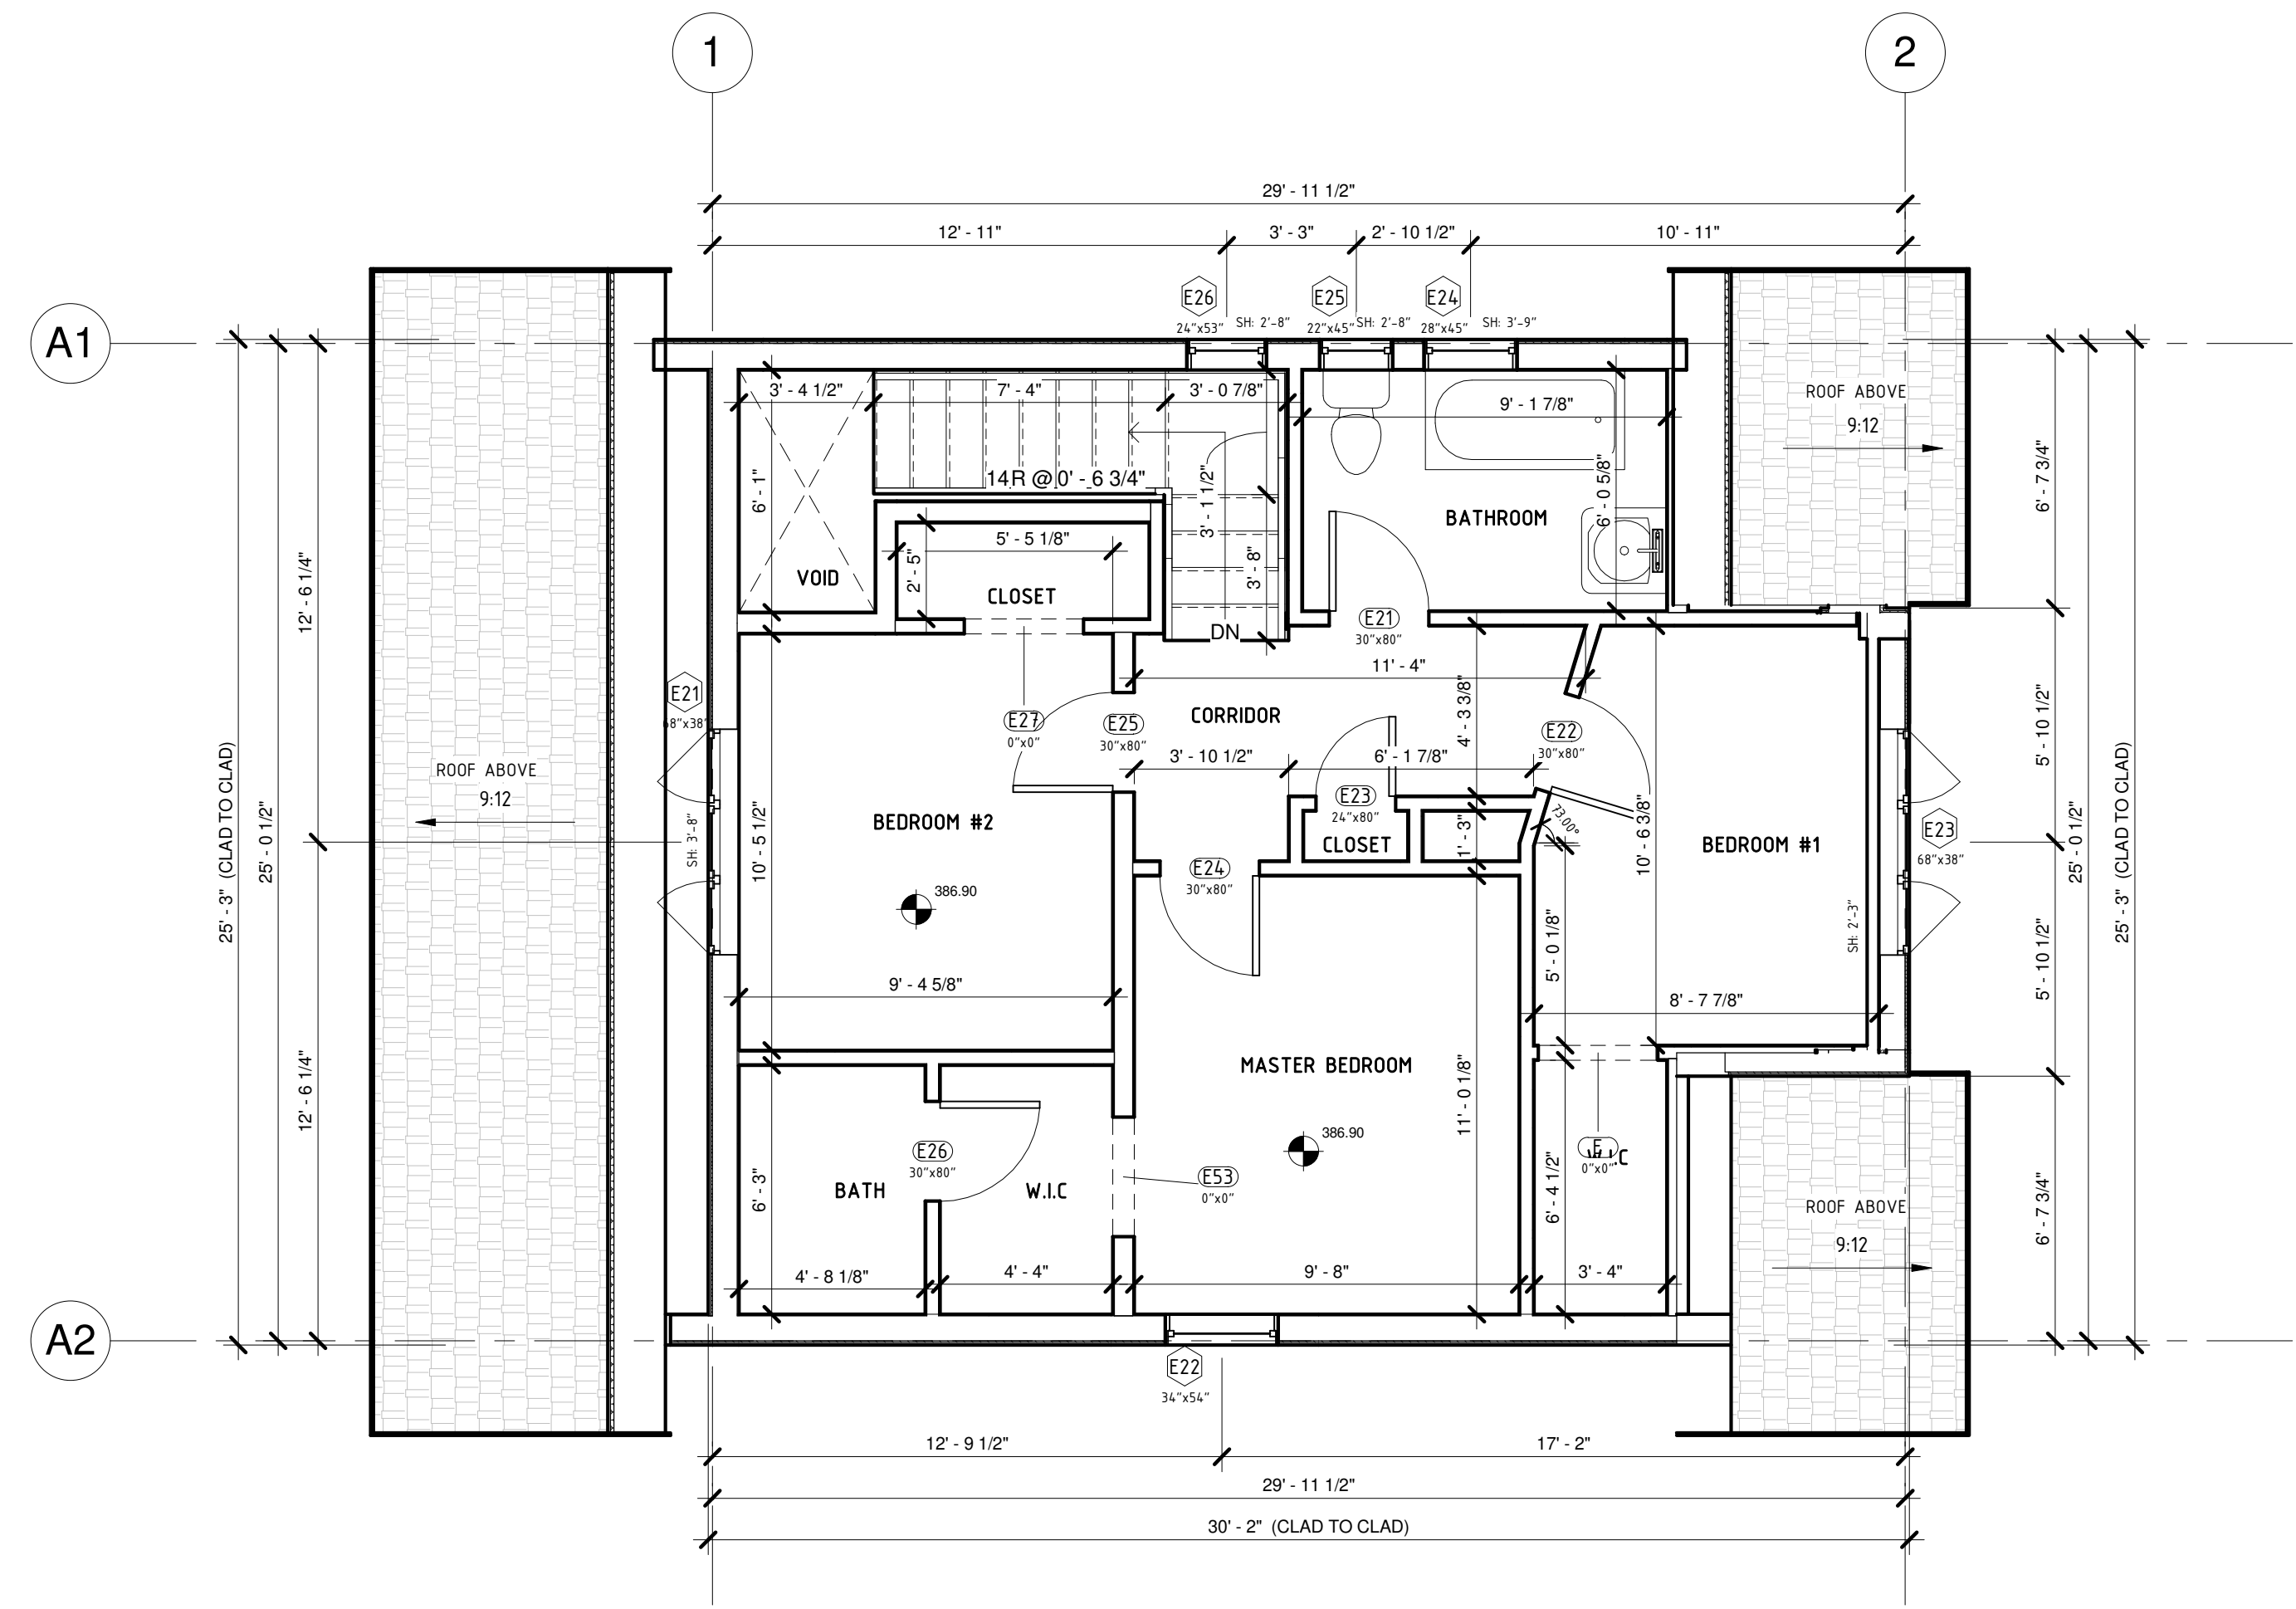 1
2
29' - 11 1/2"
12' - 11"
3' - 3"
2' - 10 1/2"
10' - 11"
E26
24"x53"
SH: 2'-8"
E25
22"x45"
SH: 2'-8"
E24
28"x45"
SH: 3'-9"
A1
3' - 4 1/2"
7' - 4"
3' - 0 7/8"
9' - 1 7/8"
ROOF ABOVE
9:12
6' - 1"
14R @ 0' - 6 3/4"
3' - 1 1/2"
6' - 0 5/8"
6' - 7 3/4"
BATHROOM
5' - 5 1/8"
2' - 5"
3' - 8"
VOID
CLOSET
12' - 6 1/4"
DN
E21
30"x80"
11' - 4"
E21
68"x38"
E27
0"x0"
E25
30"x80"
CORRIDOR
4' - 3 3/8"
E22
30"x80"
5' - 10 1/2"
3' - 10 1/2"
6' - 1 7/8"
ROOF ABOVE
9:12
E23
24"x80"
CLOSET
1' - 3"
73.00°
10' - 6 3/8"
BEDROOM #2
BEDROOM #1
E23
68"x38"
SH: 3'-8"
10' - 5 1/2"
25' - 3" (CLAD TO CLAD)
25' - 0 1/2"
25' - 0 1/2"
25' - 3" (CLAD TO CLAD)
E24
30"x80"
386.90
SH: 2'-3"
5' - 0 1/8"
5' - 10 1/2"
9' - 4 5/8"
8' - 7 7/8"
MASTER BEDROOM
12' - 6 1/4"
11' - 0 1/8"
386.90
E26
30"x80"
E53
0"x0"
E
0"x0"
W.I.C
BATH
W.I.C
6' - 3"
6' - 4 1/2"
6' - 7 3/4"
ROOF ABOVE
9:12
4' - 8 1/8"
4' - 4"
9' - 8"
3' - 4"
A2
E22
34"x54"
12' - 9 1/2"
17' - 2"
29' - 11 1/2"
30' - 2" (CLAD TO CLAD)